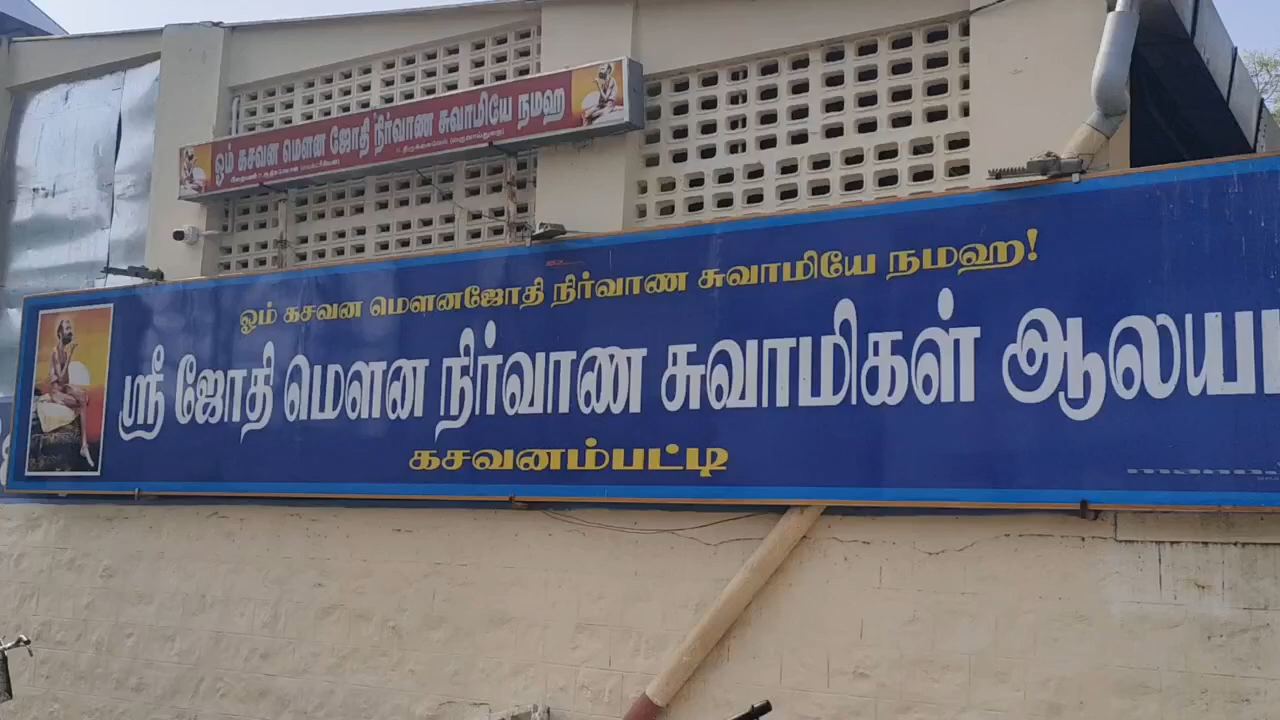 ஓம் கசவன மௌன ஜோதி நிர்வாண சுவாமியே நமஹ
ஓம் கசவன மௌனஜோதி நிர்வாண சுவாமியே நமஹ!
ஸ்ரீ ஜோதி மௌன நிர்வாண சுவாமிகள் ஆலய
கசவனம்பட்டி